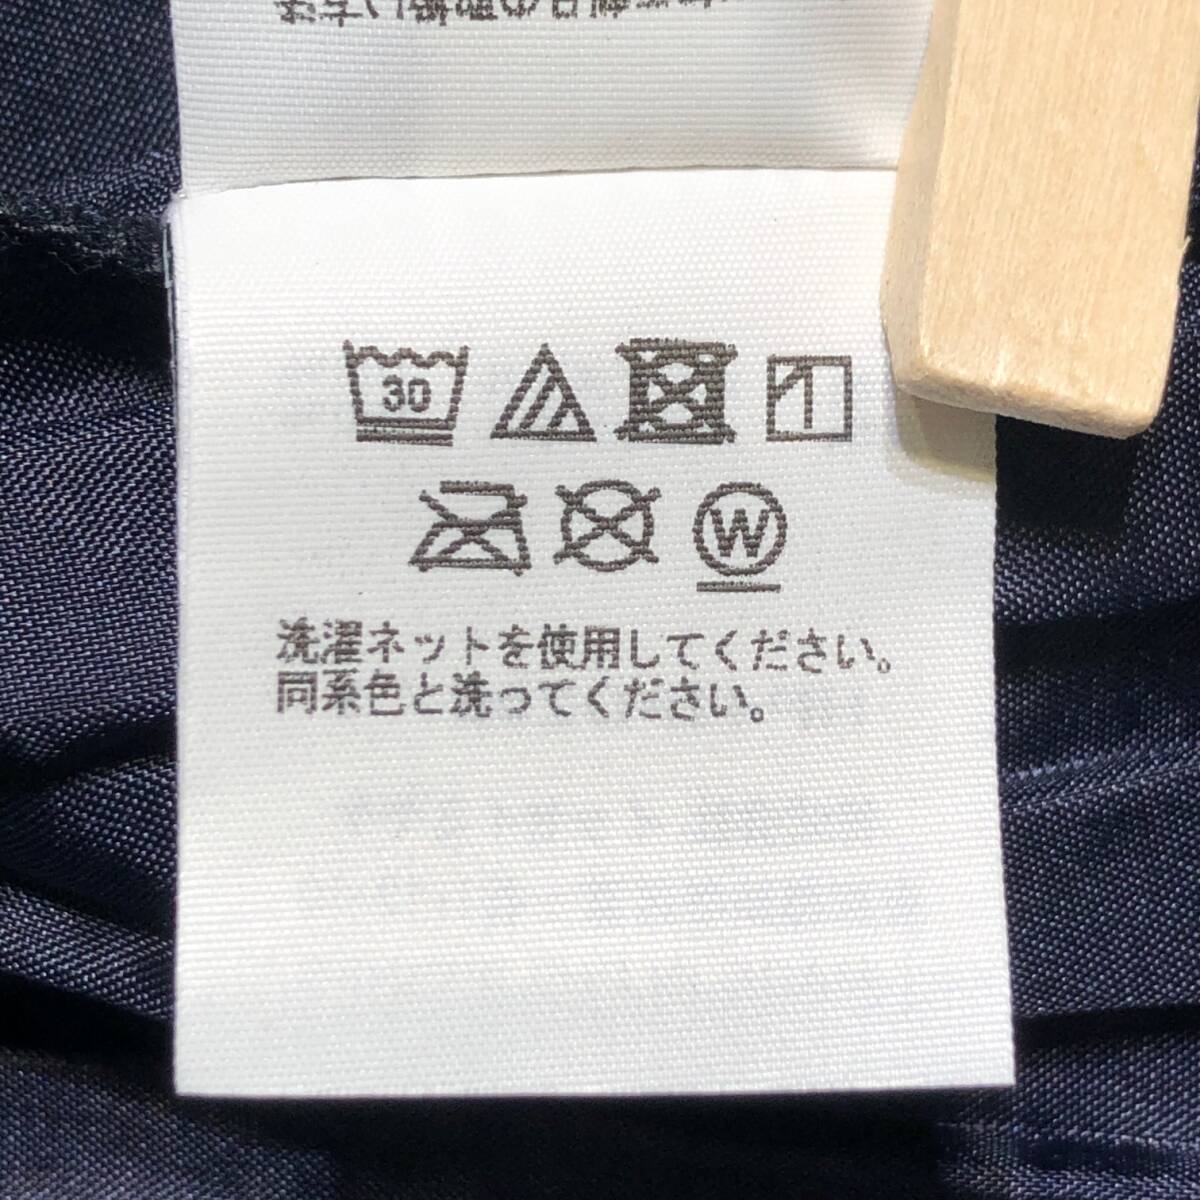 30
W
洗濯ネットを使用してください。
同系色と洗ってください。